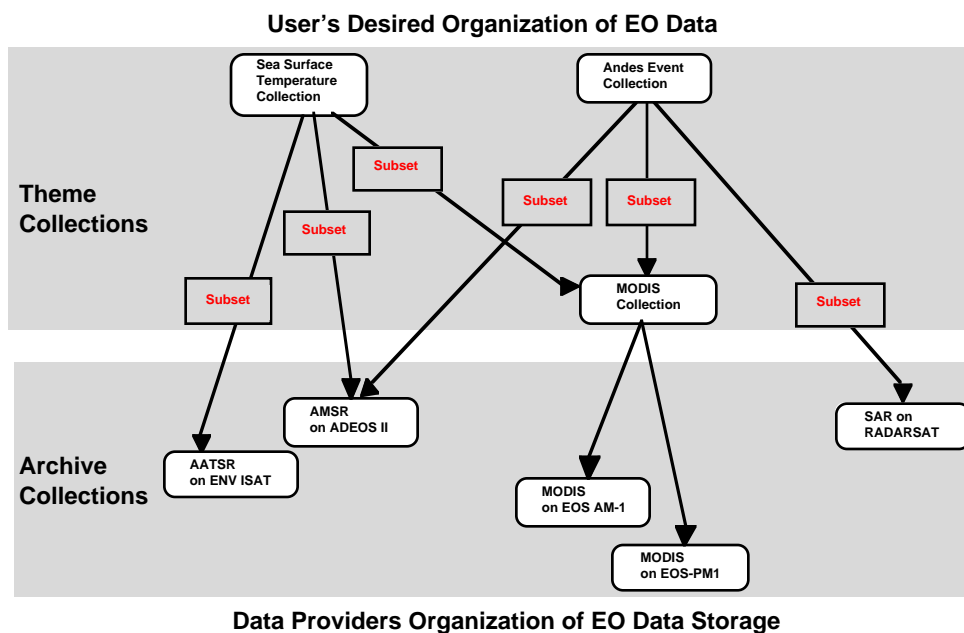 User's Desired Organization of EO Data
Sea Surface
Temperature
Collection
Andes Event
Collection
Subset
Subset
Subset
Subset
Theme
Collections
Subset
Subset
MODIS
Collection
AMSR
on ADEOS II
SAR on
RADARSAT
Archive
Collections
AATSR
on ENV ISAT
MODIS
on EOS AM-1
MODIS
on EOS-PM1
Data Providers Organization of EO Data Storage